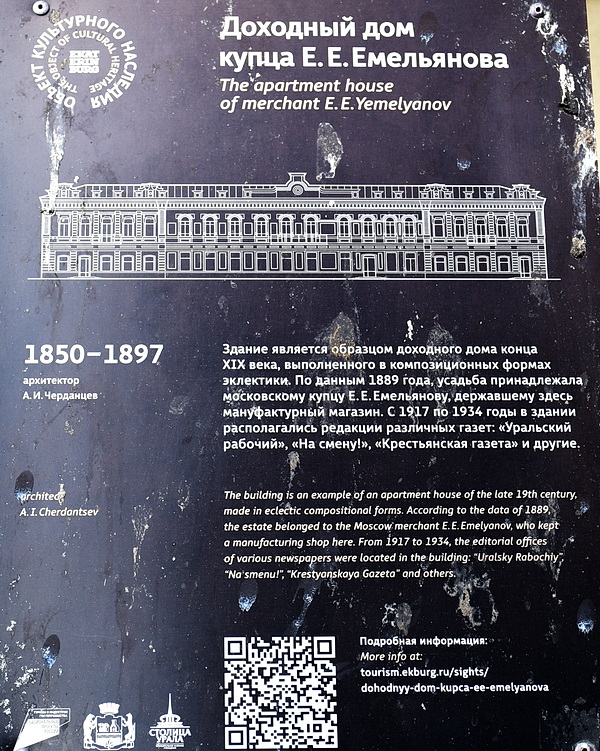 ОБЪЕКТ КУЛЬТУРНОГО НАСЛЕДИЯ
THE OBJECT OF CULTURAL HERITAGE
EKAT
ERIN
BURG
Доходный дом
купца Е. Е. Емельянова
The apartment house
of merchant E. E. Yemelyanov
1850–1897
архитектор
А. И. Черданцев
Здание является образцом доходного дома конца
XIX века, выполненного в композиционных формах
эклектики. По данным 1889 года, усадьба принадлежала
московскому купцу Е. Е. Емельянову, державшему здесь
мануфактурный магазин. С 1917 по 1934 годы в здании
располагались редакции различных газет: «Уральский
рабочий», «На смену!», «Крестьянская газета» и другие.
architect
A. I. Cherdantsev
The building is an example of an apartment house of the late 19th century,
made in eclectic compositional forms. According to the data of 1889,
the estate belonged to the Moscow merchant E. E. Emelyanov, who kept
a manufacturing shop here. From 1917 to 1934, the editorial offices
of various newspapers were located in the building: "Uralsky Rabochiy",
"Na smenu!", "Krestyanskaya Gazeta" and others.
Подробная информация:
More info at:
tourism.ekburg.ru/sights/
dohodnyy-dom-kupca-ee-emelyanova
СТОЛИЦА
УРАЛА